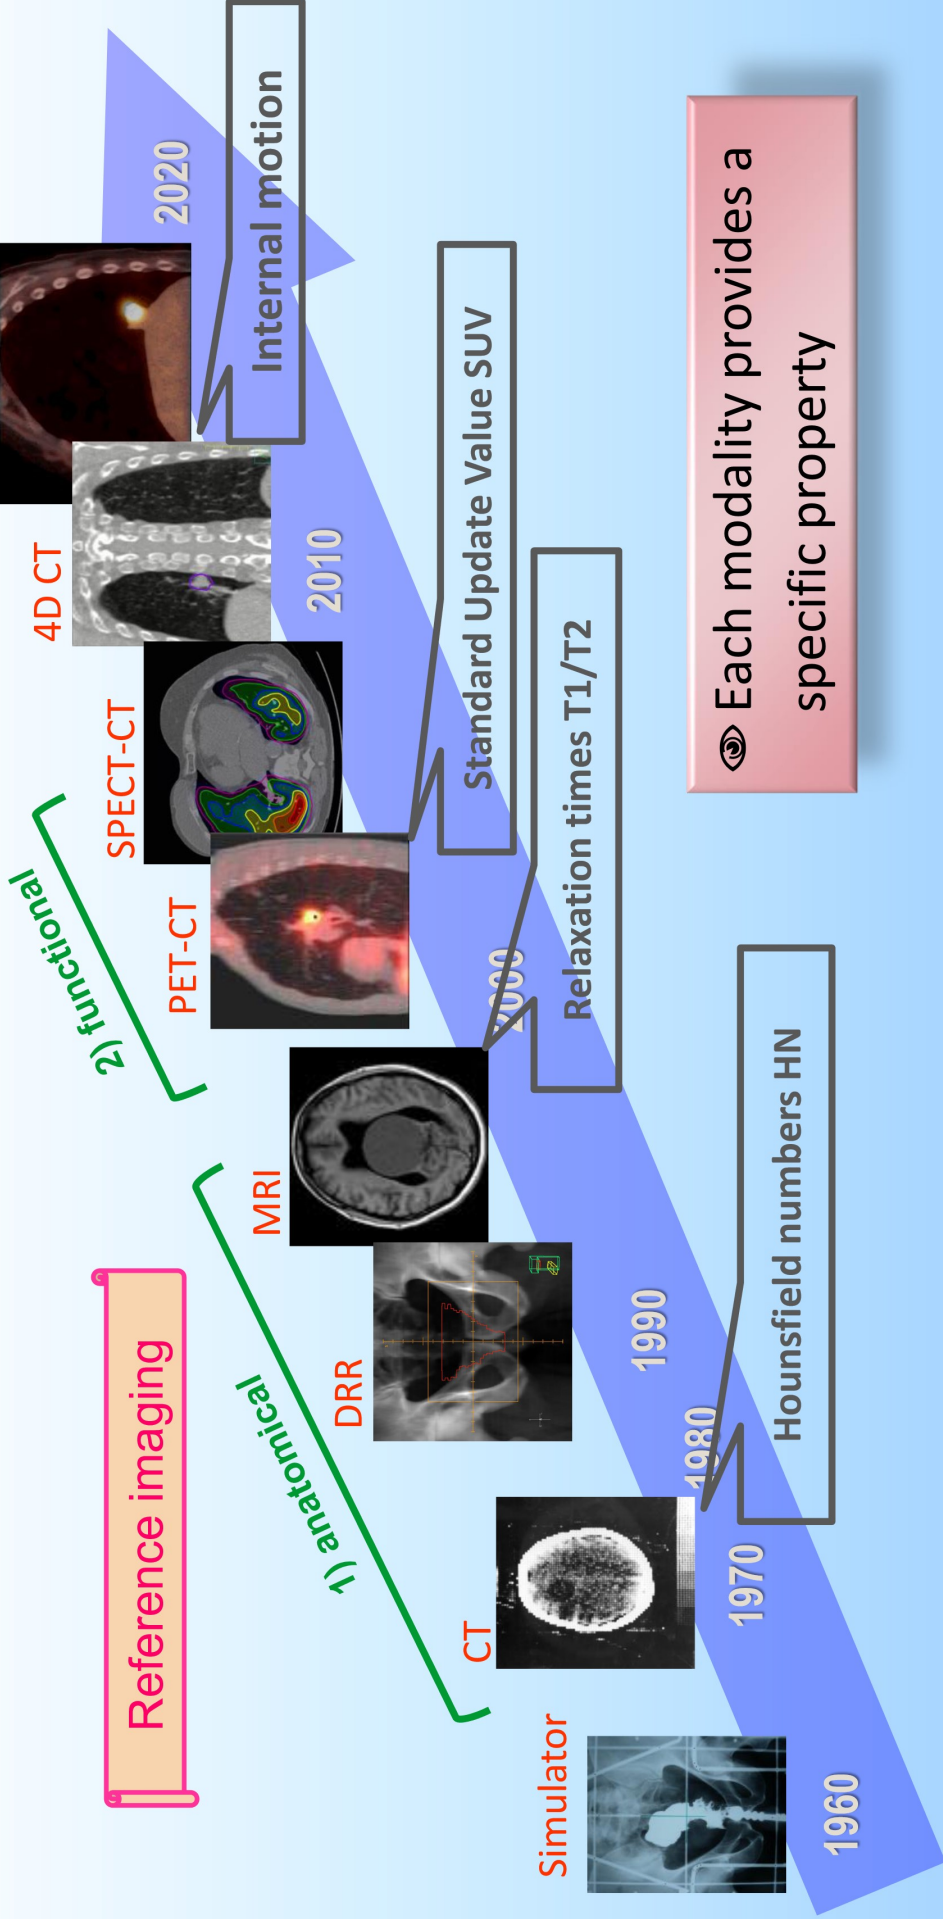 Reference imaging
1) anatomical
2) functional
Simulator
CT
DRR
MRI
PET-CT
SPECT-CT
4D CT
1960
1970
1980
1990
2000
2010
2020
Hounsfield numbers HN
Relaxation times T1/T2
Standard Update Value SUV
Internal motion
Each modality provides a
specific property